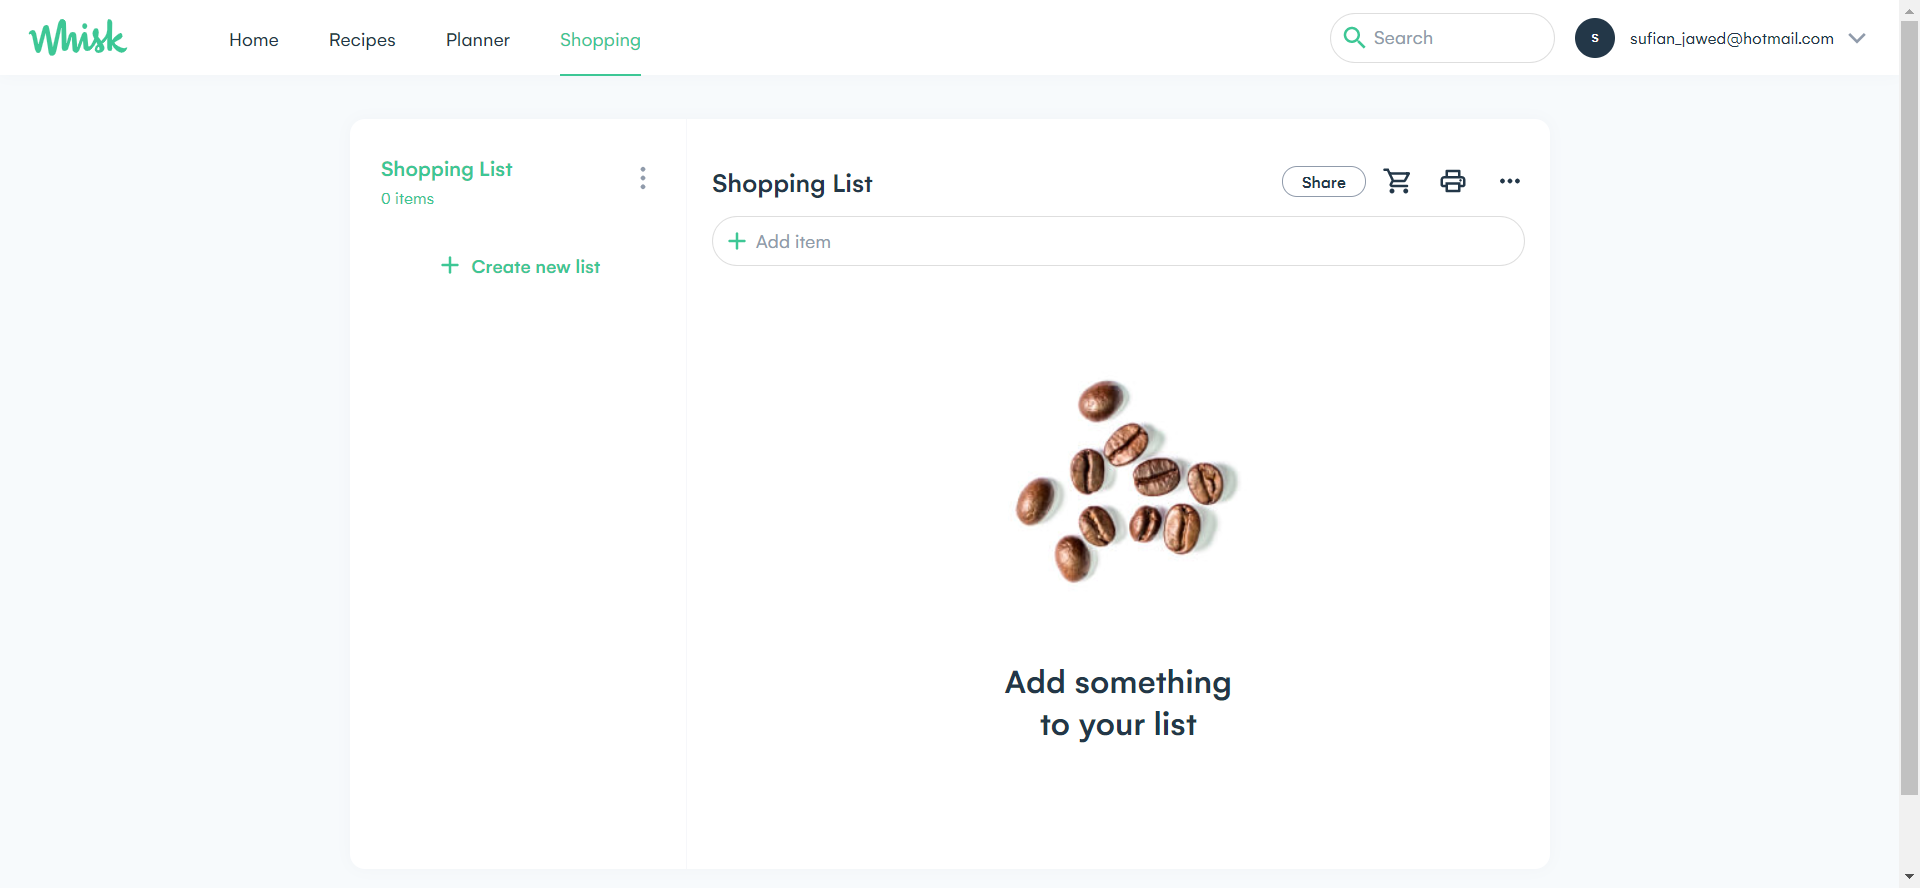 Whisk
Home
Recipes
Planner
Shopping
Search
S
sufian_jawed@hotmail.com
Shopping List
0 items
Create new list
Shopping List
Share
Add item
Add something
to your list